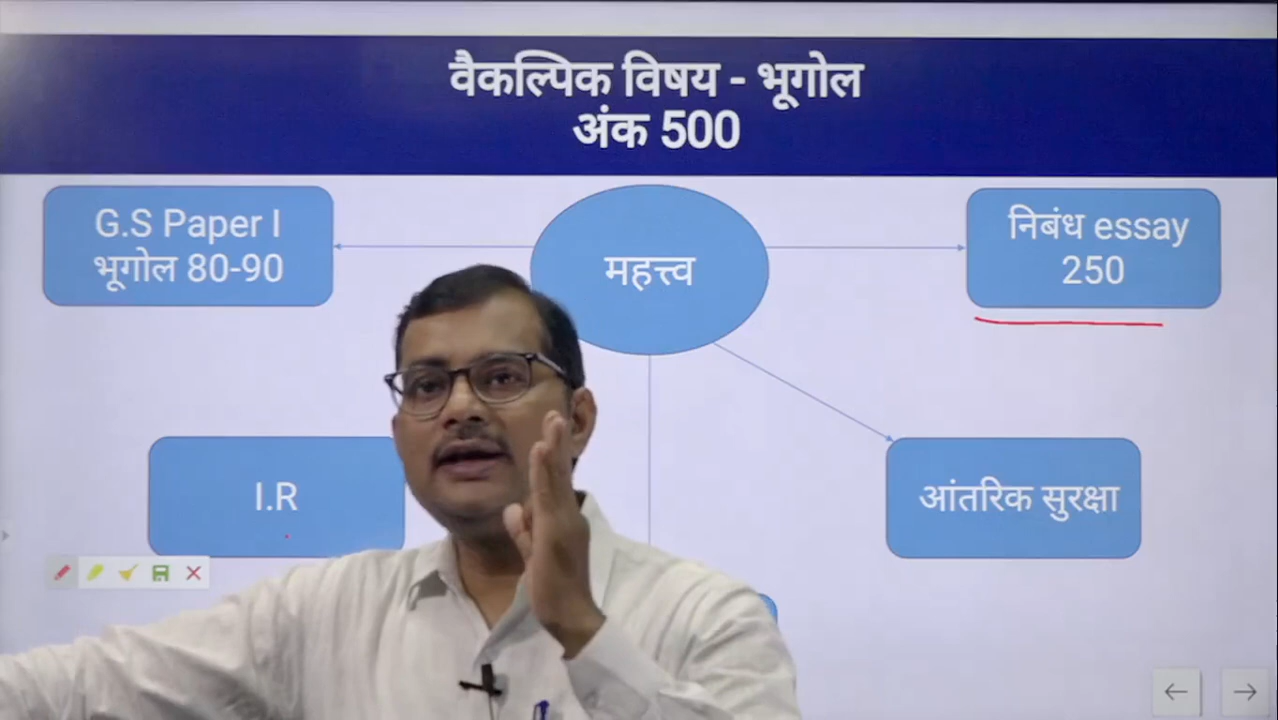 वैकल्पिक विषय - भूगोल
अंक 500
G.S Paper I
भूगोल 80-90
महत्त्व
निबंध essay
250
I.R
आंतरिक सुरक्षा